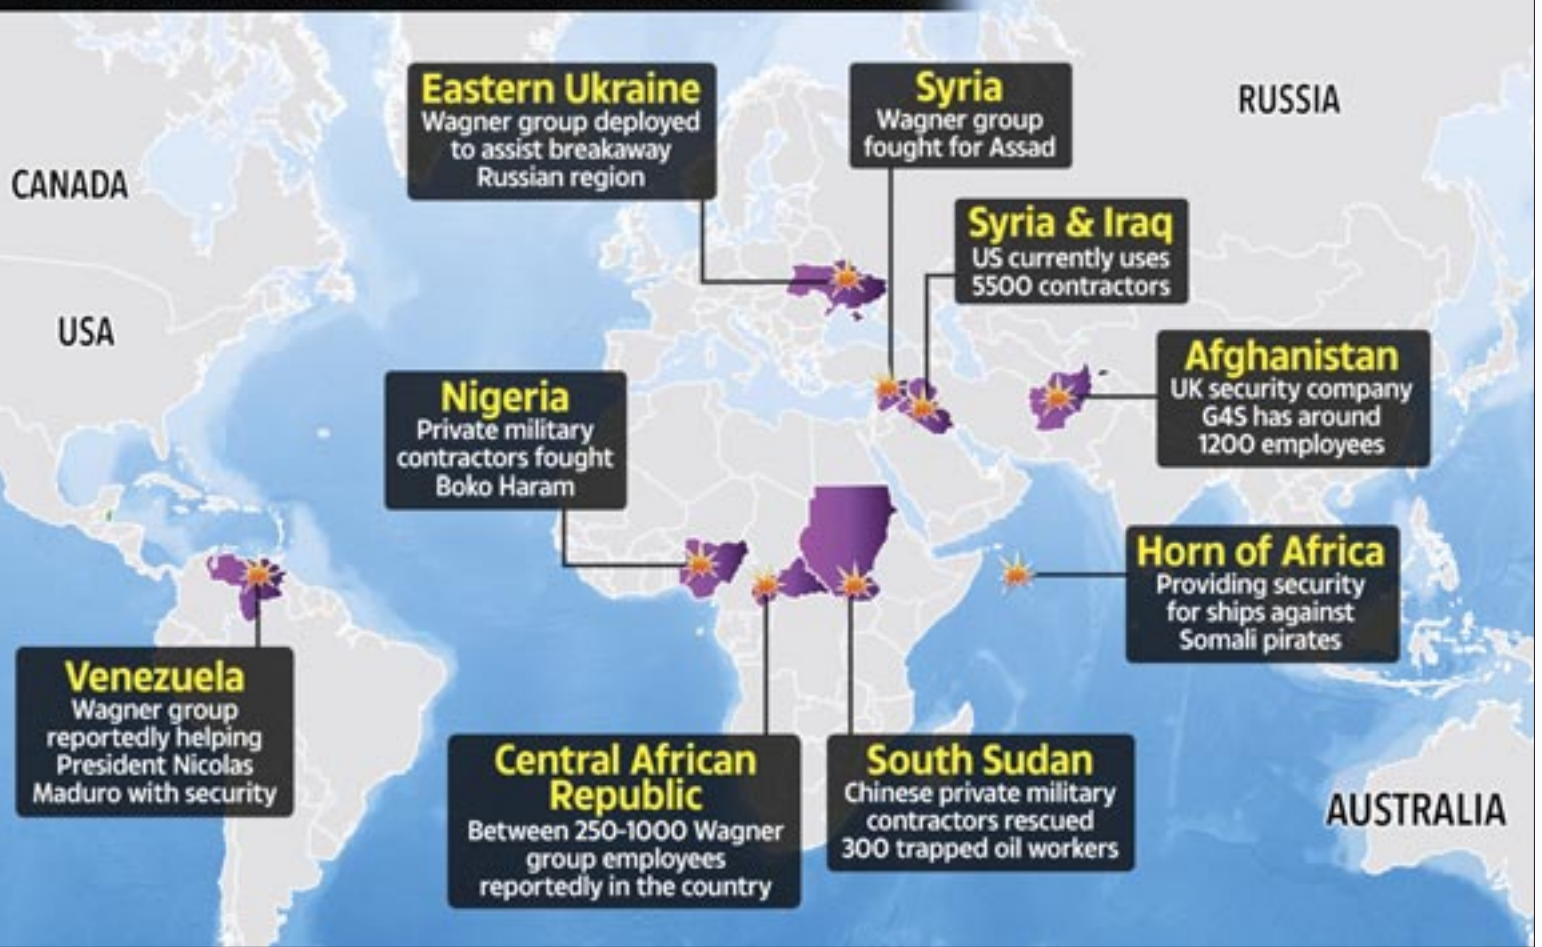 Eastern Ukraine
Wagner group deployed
to assist breakaway
Russian region
Syria
Wagner group
fought for Assad
RUSSIA
CANADA
Syria & Iraq
US currently uses
5500 contractors
USA
Afghanistan
UK security company
G4S has around
1200 employees
Nigeria
Private military
contractors fought
Boko Haram
Horn of Africa
Providing security
for ships against
Somali pirates
Venezuela
Wagner group
reportedly helping
President Nicolas
Maduro with security
Central African
Republic
Between 250-1000 Wagner
group employees
reportedly in the country
South Sudan
Chinese private military
contractors rescued
300 trapped oil workers
AUSTRALIA